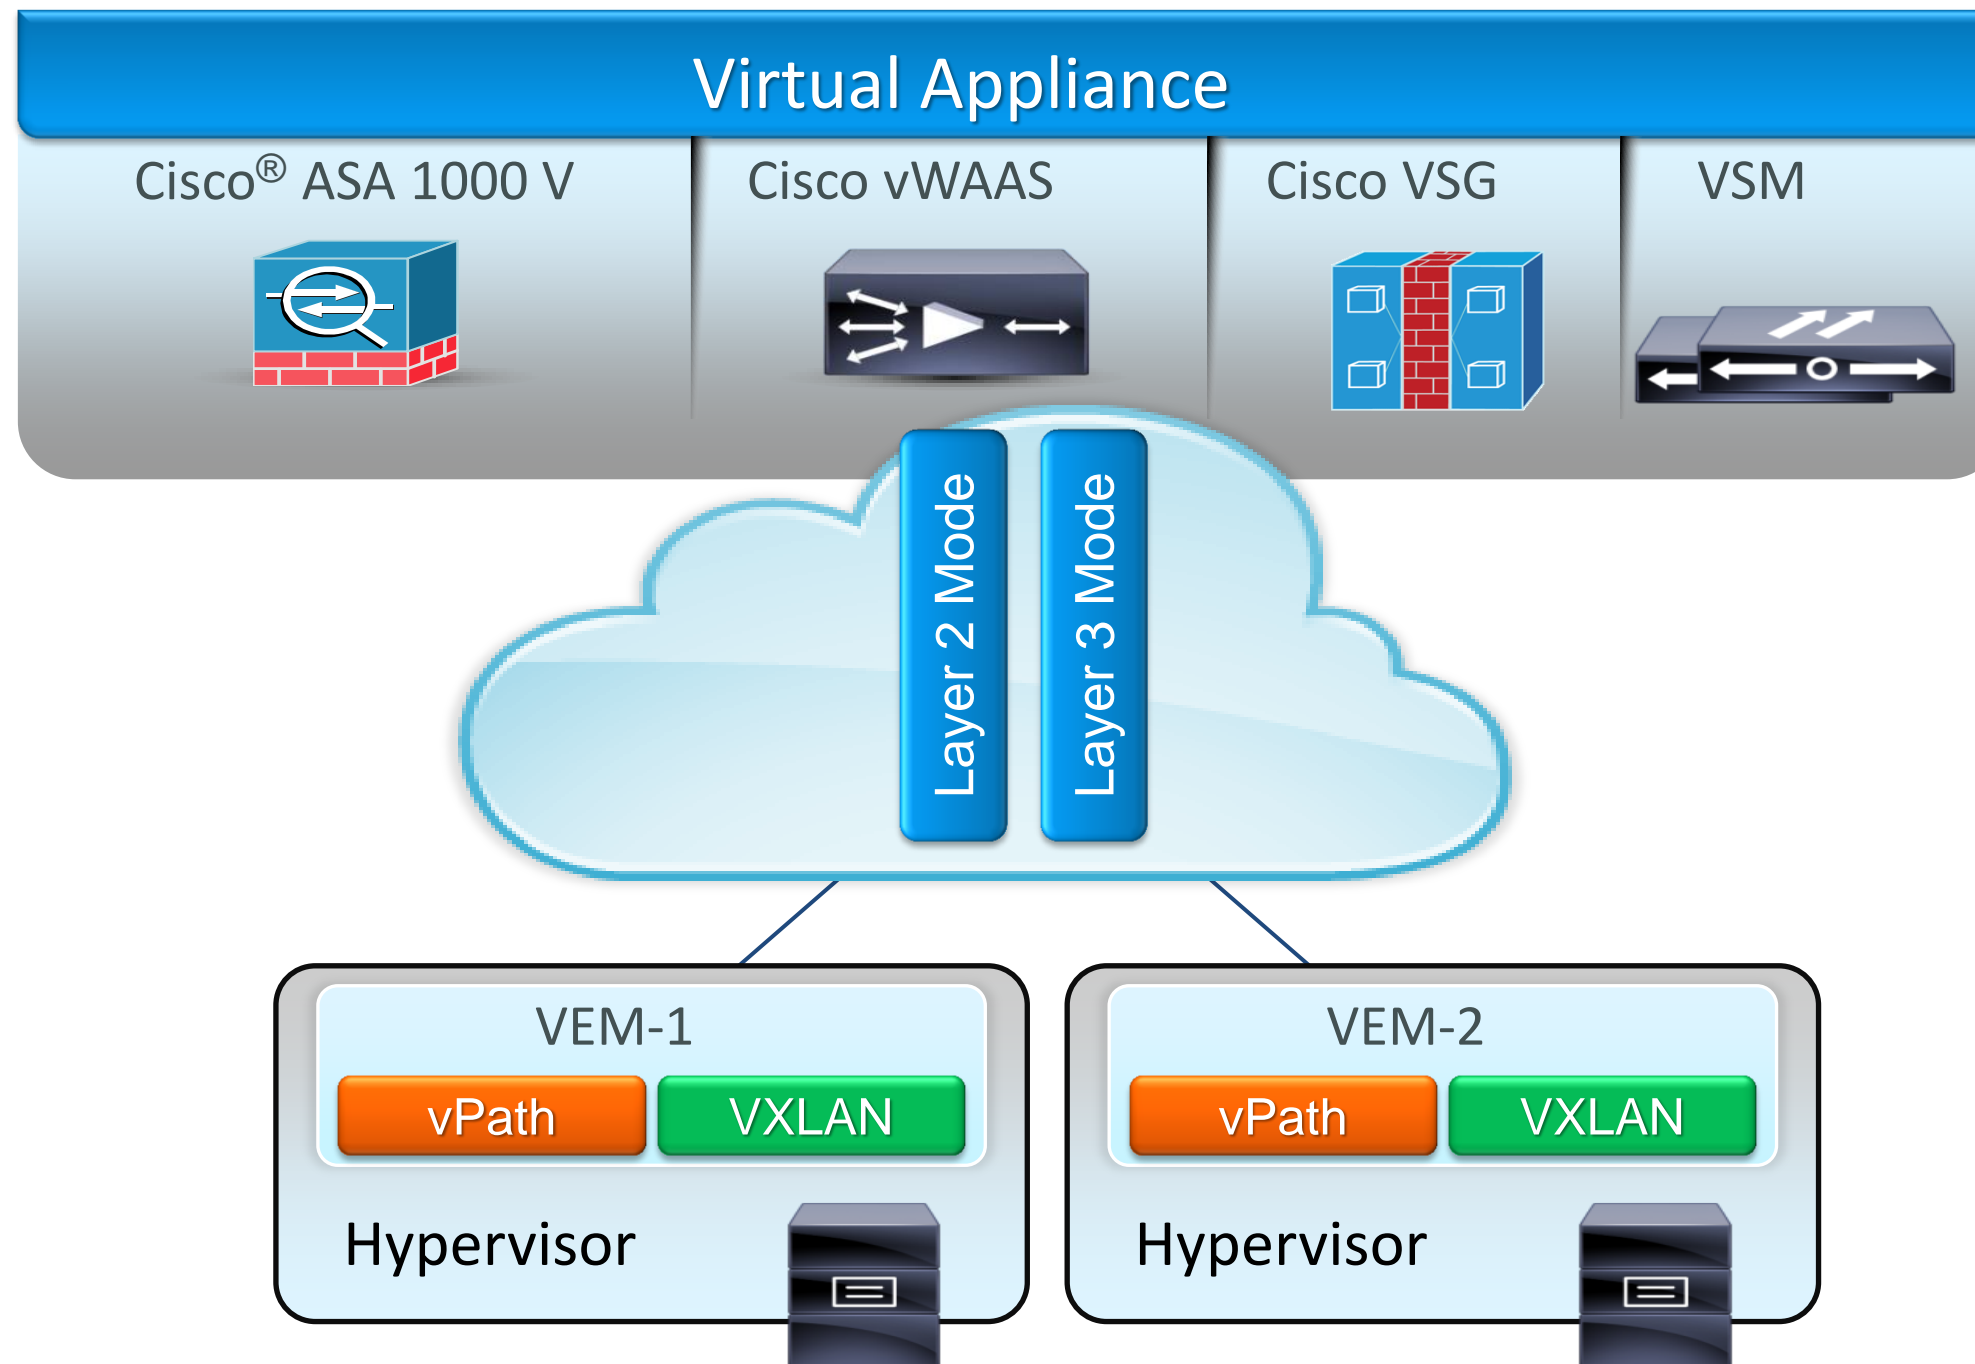 Virtual Appliance
Cisco® ASA 1000 V
Cisco vWAAS
Cisco VSG
VSM
Layer 2 Mode
Layer 3 Mode
VEM-1
vPath
VXLAN
Hypervisor
VEM-2
vPath
VXLAN
Hypervisor